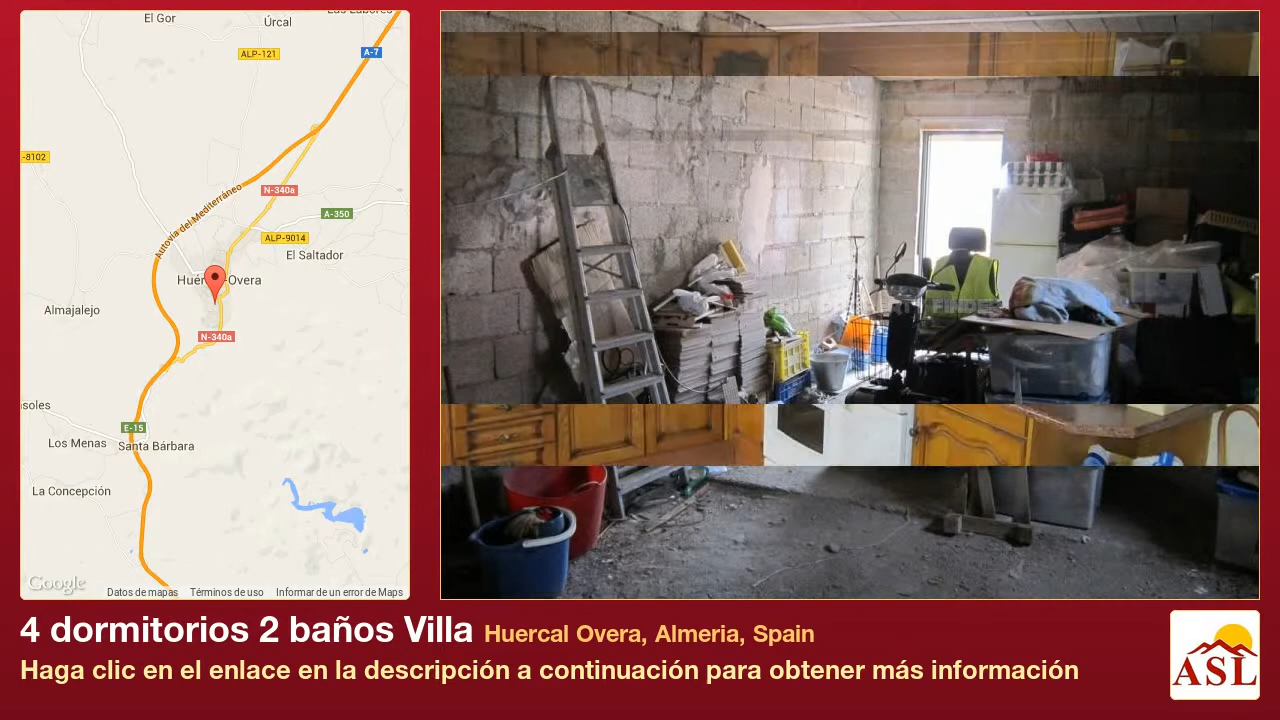 El Gor
Úrcal
ALP-121
A-7
-8102
Autovía del Mediterráneo
N-340a
A-350
ALP-9014
El Saltador
Almajalejo
N-340a
E-15
Los Menas
Santa Bárbara
La Concepción
Google
Datos de mapas
Términos de uso
Informar de un error de Maps
4 dormitorios 2 baños Villa Huercal Overa, Almeria, Spain
Haga clic en el enlace en la descripción a continuación para obtener más información
ASL